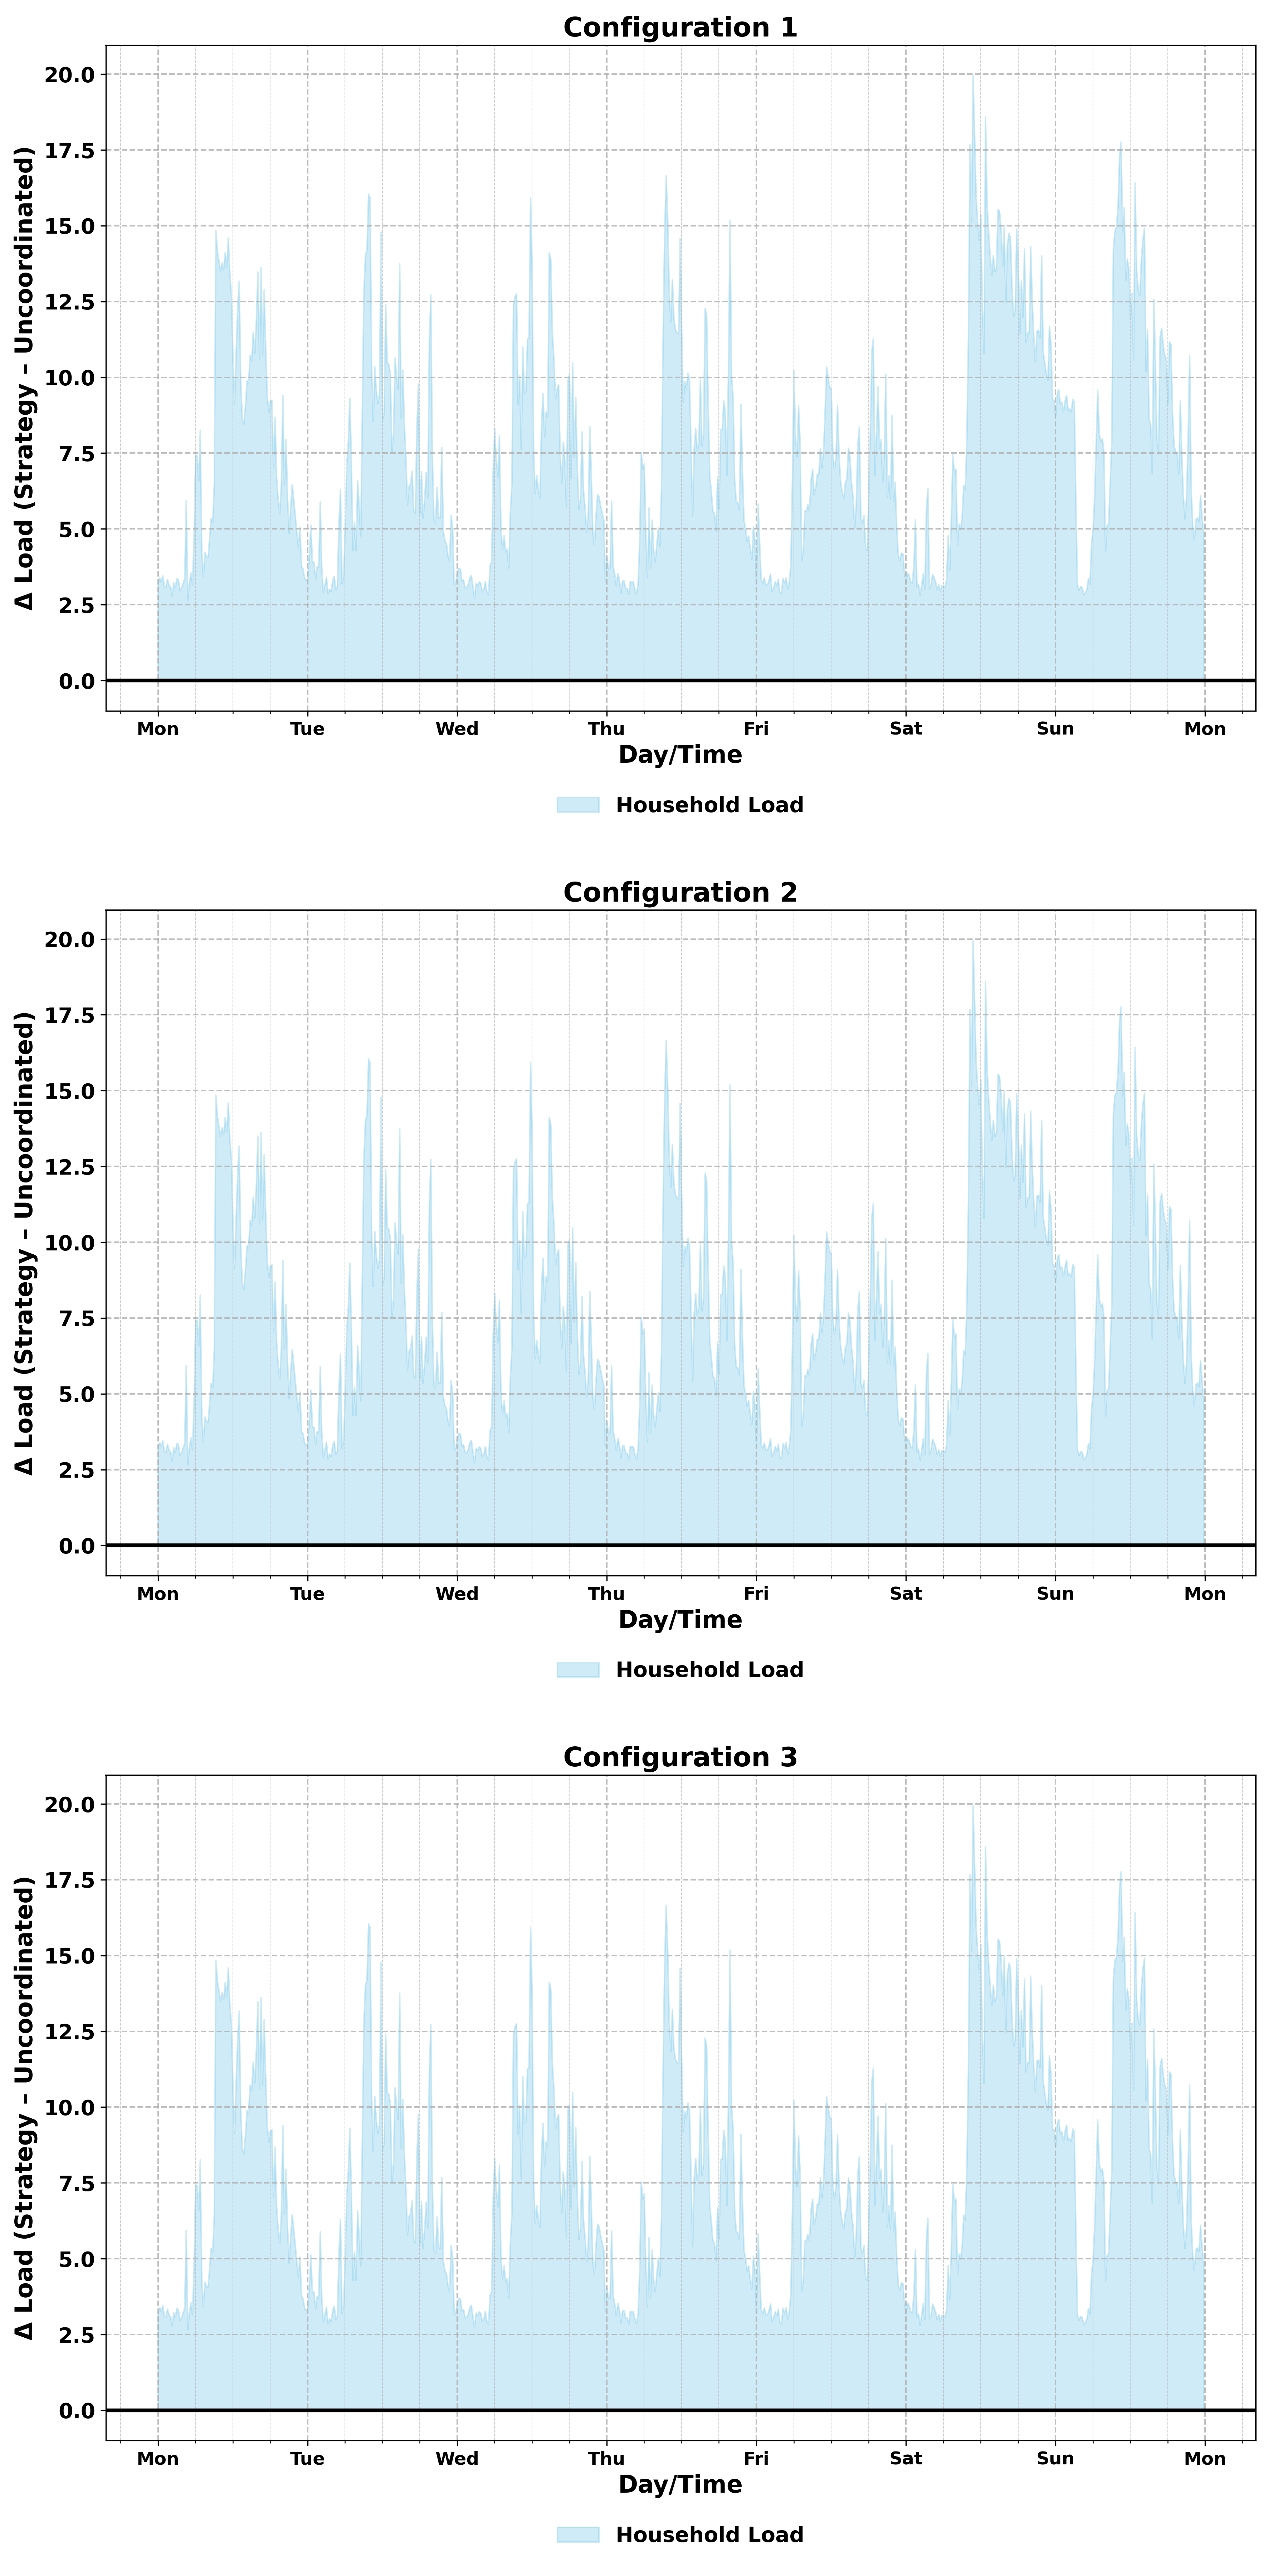 Configuration 1
Δ Load (Strategy – Uncoordinated)
20.0
17.5
15.0
12.5
10.0
7.5
5.0
2.5
0.0
Mon Tue Wed Thu Fri Sat Sun Mon
Day/Time
Household Load
Configuration 2
Δ Load (Strategy – Uncoordinated)
20.0
17.5
15.0
12.5
10.0
7.5
5.0
2.5
0.0
Mon Tue Wed Thu Fri Sat Sun Mon
Day/Time
Household Load
Configuration 3
Δ Load (Strategy – Uncoordinated)
20.0
17.5
15.0
12.5
10.0
7.5
5.0
2.5
0.0
Mon Tue Wed Thu Fri Sat Sun Mon
Day/Time
Household Load